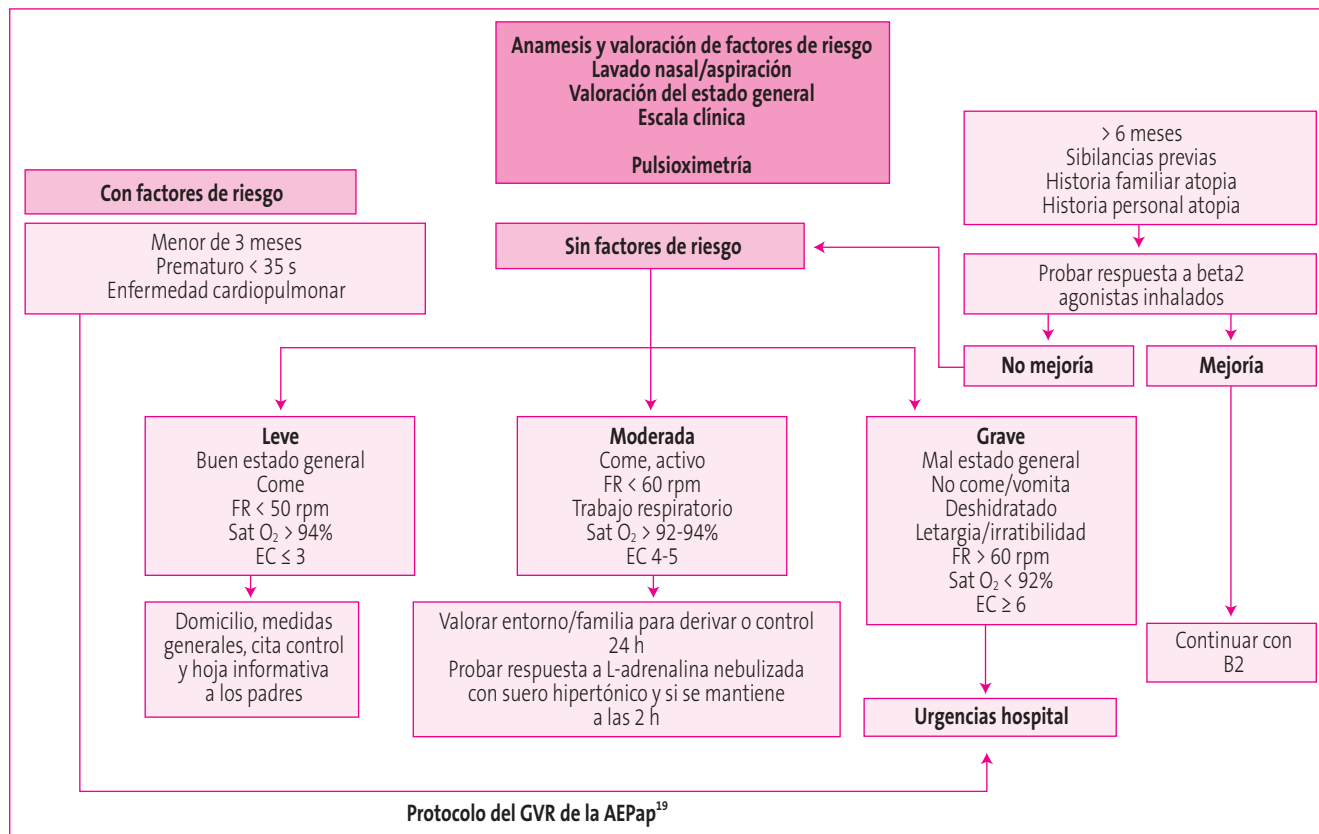 Anamesis y valoración de factores de riesgo
Lavado nasal/aspiración
Valoración del estado general
Escala clínica
Pulsioximetría
Con factores de riesgo
Menor de 3 meses
Prematuro < 35 s
Enfermedad cardiopulmonar
Sin factores de riesgo
> 6 meses
Sibilancias previas
Historia familiar atopia
Historia personal atopia
Probar respuesta a beta2
agonistas inhalados
No mejoría
Mejoría
Leve
Buen estado general
Come
FR < 50 rpm
Sat O₂ > 94%
EC ≤ 3
Moderada
Come, activo
FR < 60 rpm
Trabajo respiratorio
Sat O₂ > 92-94%
EC 4-5
Grave
Mal estado general
No come/vomita
Deshidratado
Letargia/irratibilidad
FR > 60 rpm
Sat O₂ < 92%
EC ≥ 6
Domicilio, medidas
generales, cita control
y hoja informativa
a los padres
Valorar entorno/familia para derivar o control
24 h
Probar respuesta a L-adrenalina nebulizada
con suero hipertónico y si se mantiene
a las 2 h
Urgencias hospital
Continuar con
B2
Protocolo del GVR de la AEPap¹⁹